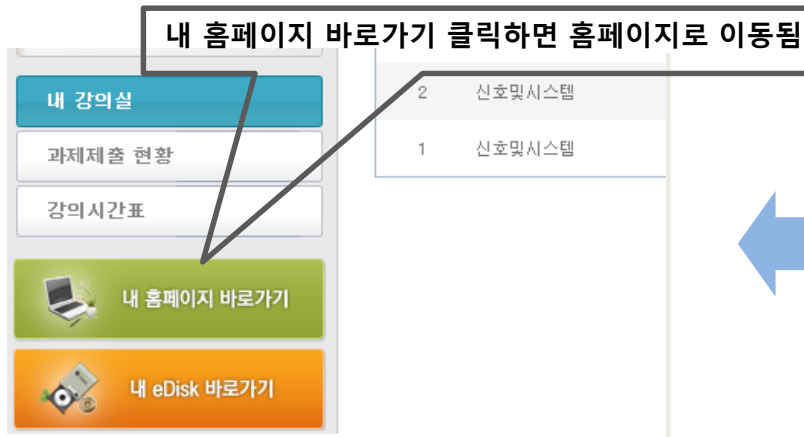 내 홈페이지 바로가기 클릭하면 홈페이지로 이동됨
내 강의실
과제제출 현황
강의시간표
내 홈페이지 바로가기
내 eDisk 바로가기
2 신호및시스템
1 신호및시스템